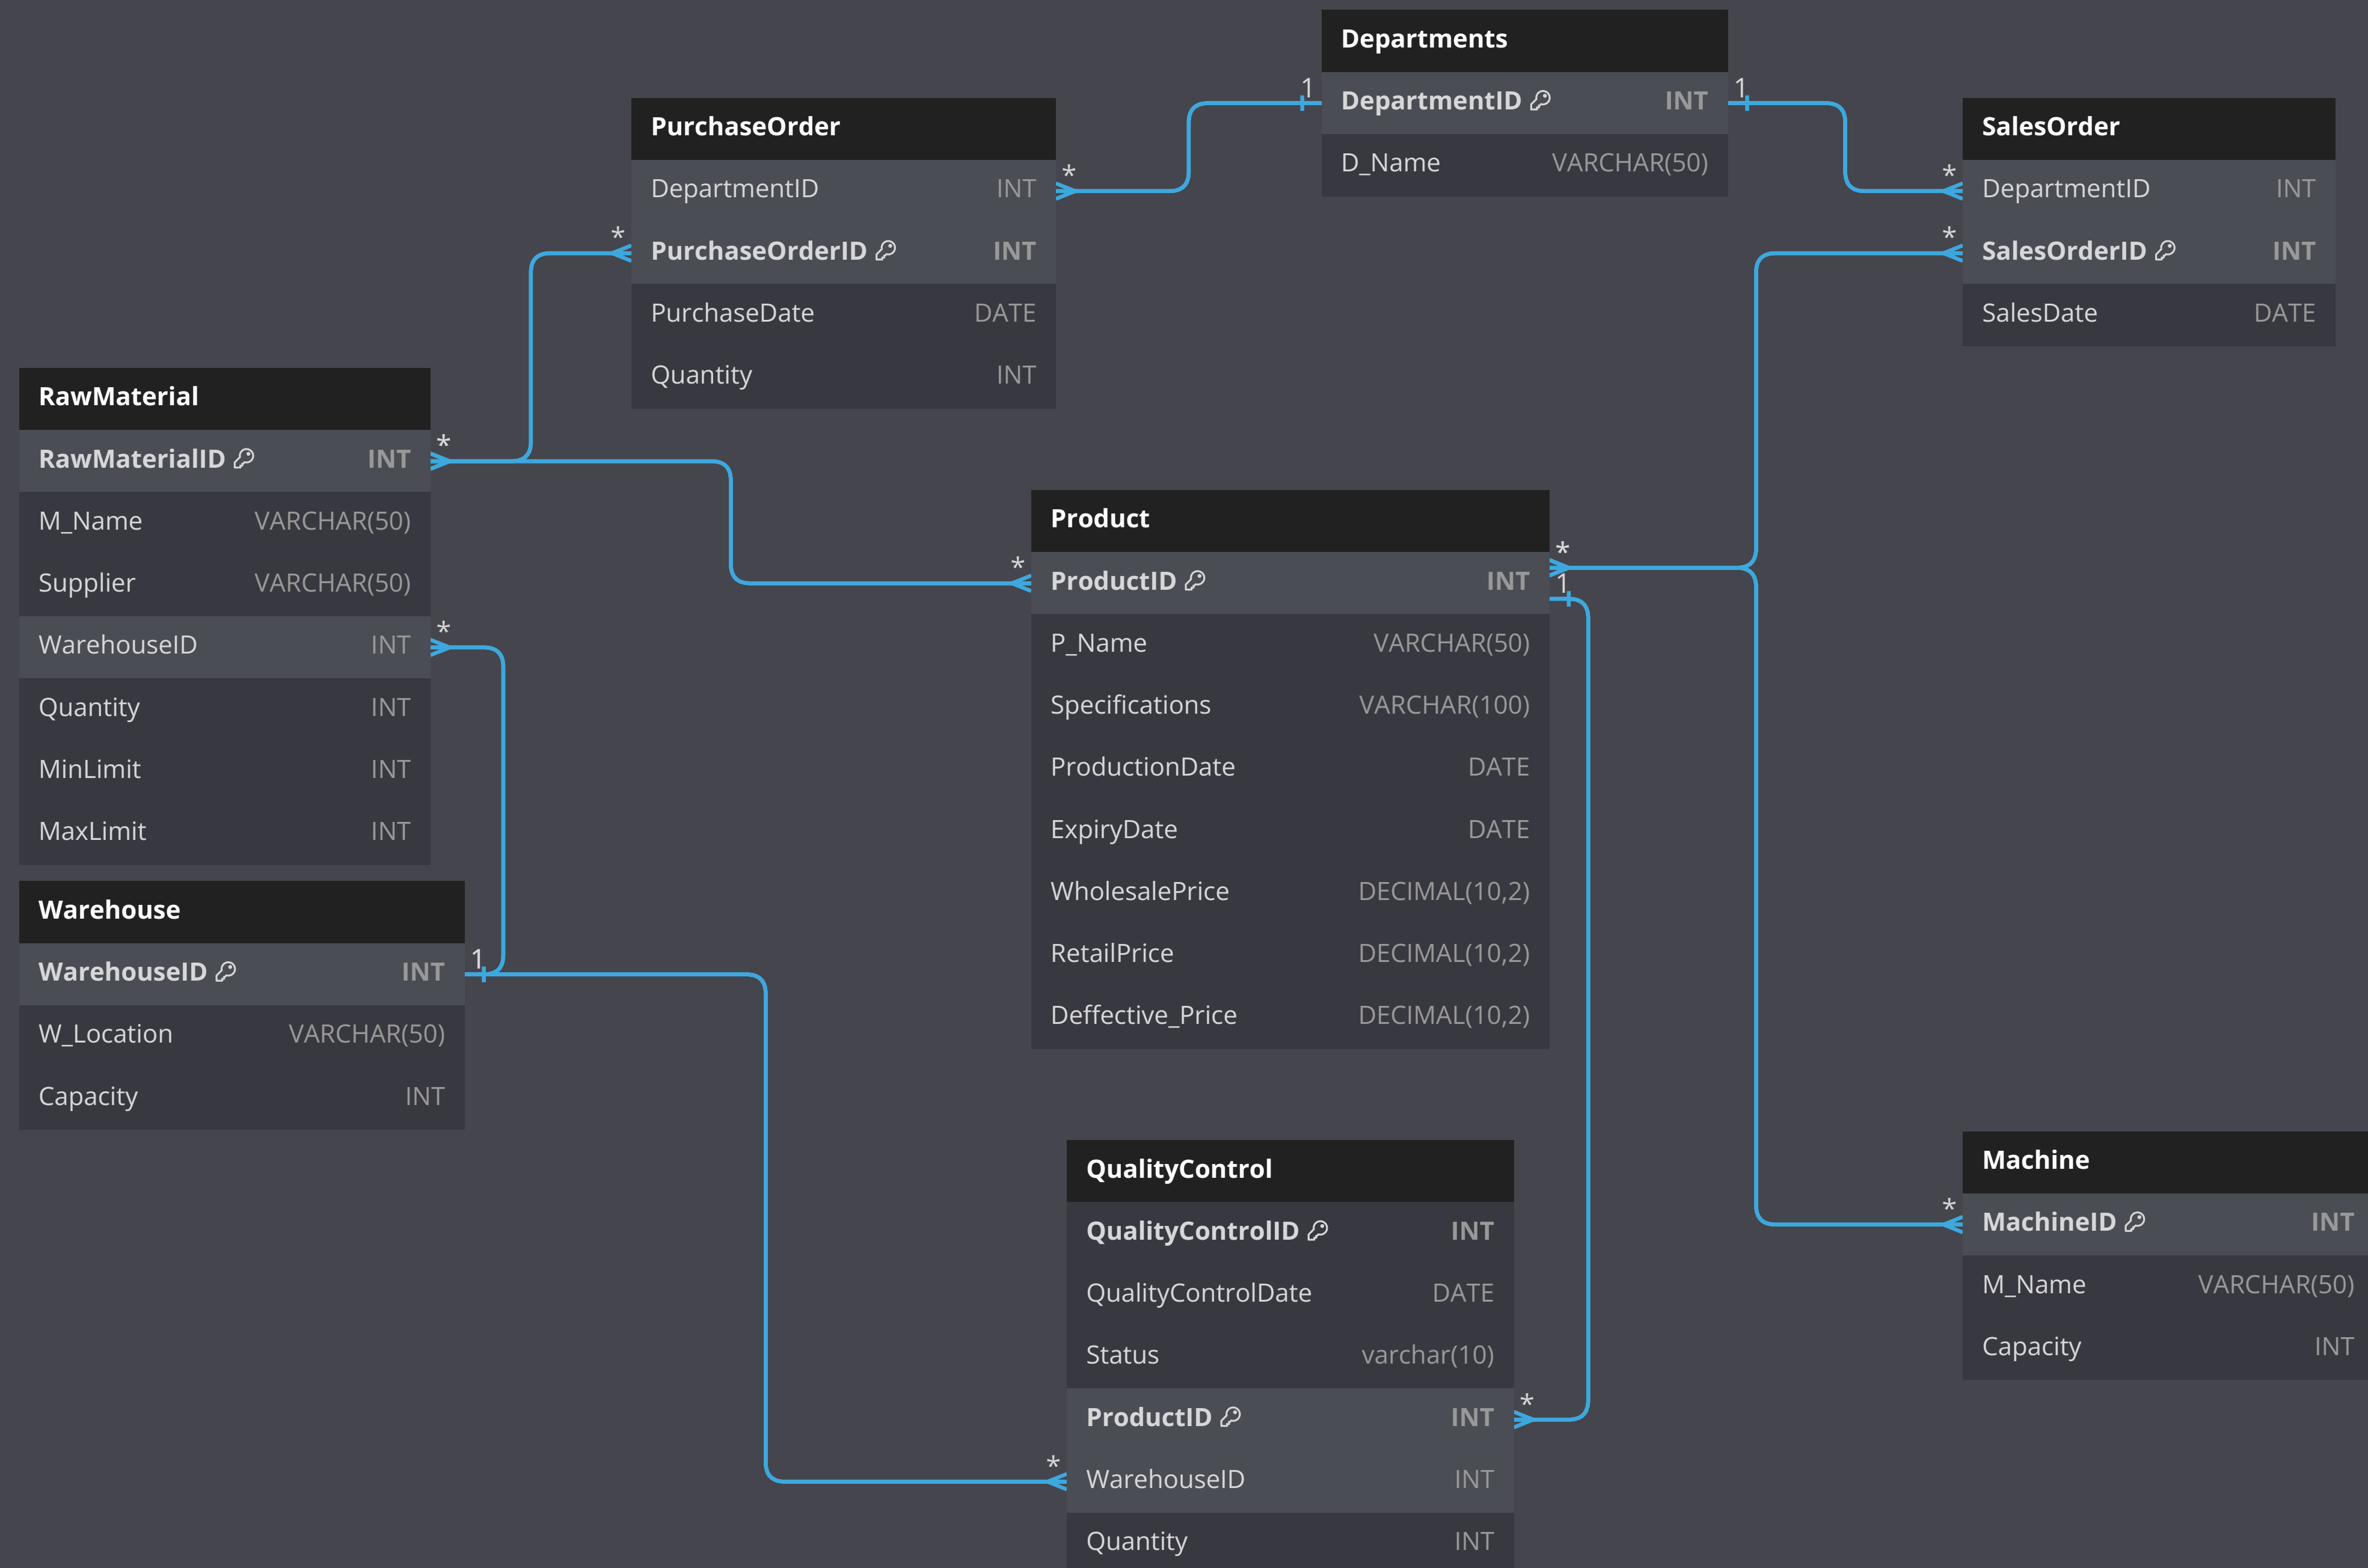 Departments
1 DepartmentID INT 1
D_Name VARCHAR(50)
PurchaseOrder
DepartmentID INT *
* PurchaseOrderID INT
PurchaseDate DATE
Quantity INT
SalesOrder
* DepartmentID INT
* SalesOrderID INT
SalesDate DATE
RawMaterial
RawMaterialID INT *
M_Name VARCHAR(50)
Supplier VARCHAR(50)
WarehouseID INT *
Quantity INT
MinLimit INT
MaxLimit INT
Product
* ProductID INT *
1
P_Name VARCHAR(50)
Specifications VARCHAR(100)
ProductionDate DATE
ExpiryDate DATE
WholesalePrice DECIMAL(10,2)
RetailPrice DECIMAL(10,2)
Deffective_Price DECIMAL(10,2)
Warehouse
WarehouseID INT 1
W_Location VARCHAR(50)
Capacity INT
QualityControl
QualityControlID INT
QualityControlDate DATE
Status varchar(10)
ProductID INT *
* WarehouseID INT
Quantity INT
Machine
* MachineID INT
M_Name VARCHAR(50)
Capacity INT